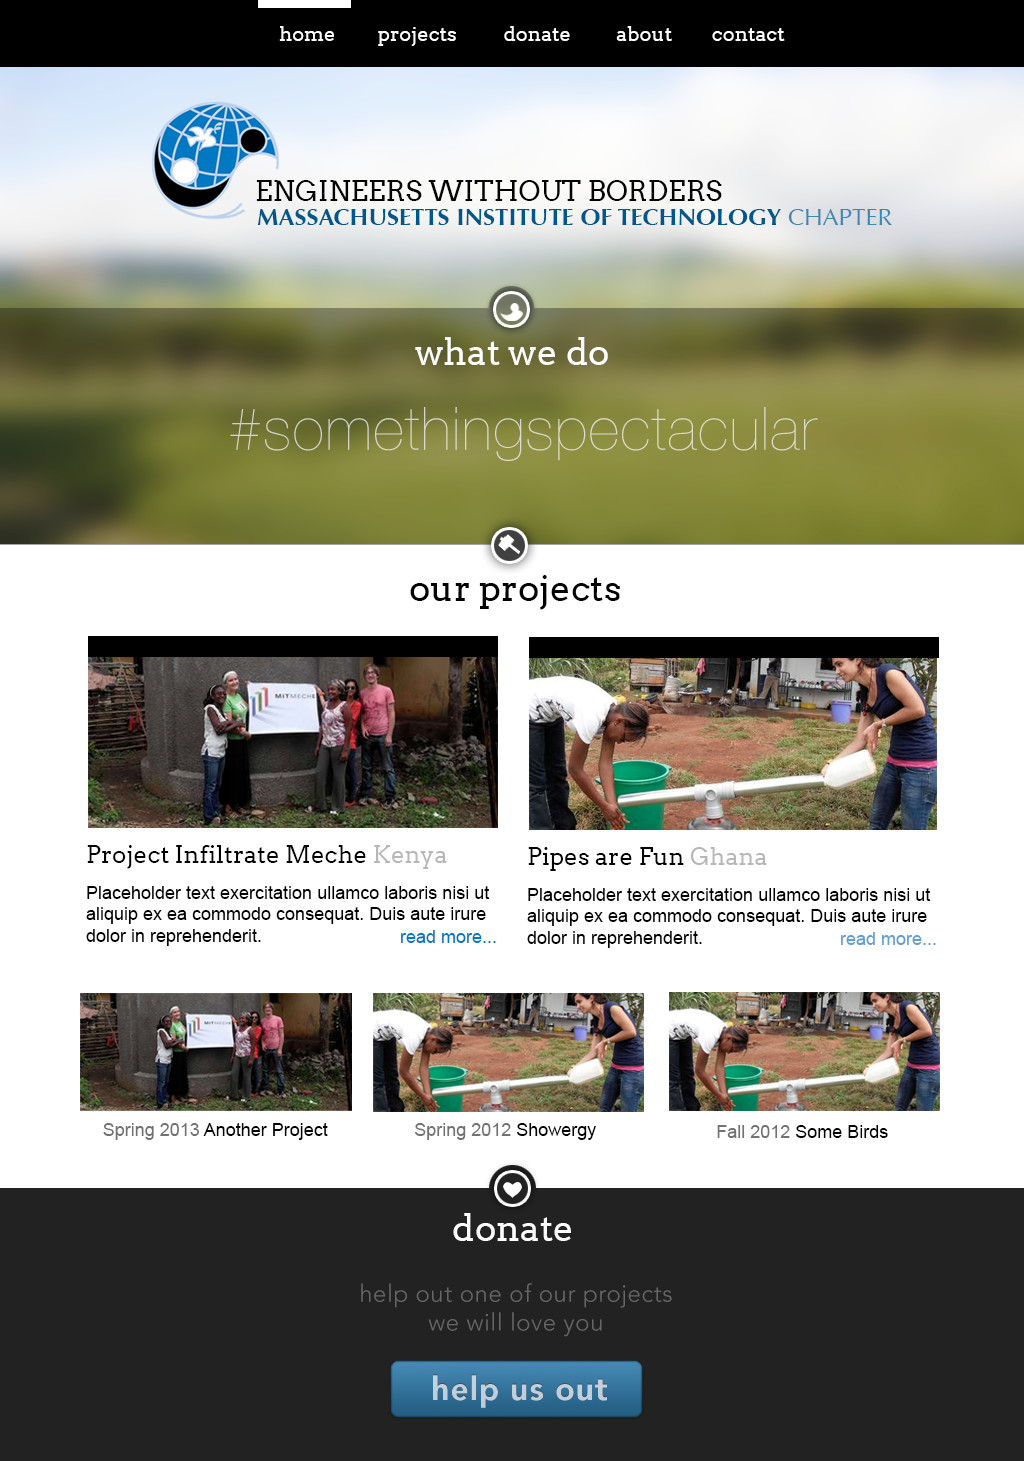 home projects donate about contact
ENGINEERS WITHOUT BORDERS
MASSACHUSETTS INSTITUTE OF TECHNOLOGY CHAPTER
what we do
#somethingspectacular
our projects
MITMECHE
Project Infiltrate Meche Kenya
Placeholder text exercitation ullamco laboris nisi ut
aliquip ex ea commodo consequat. Duis aute irure
dolor in reprehenderit.
read more...
Pipes are Fun Ghana
Placeholder text exercitation ullamco laboris nisi ut
aliquip ex ea commodo consequat. Duis aute irure
dolor in reprehenderit.
read more...
MITMECHE
Spring 2013 Another Project
Spring 2012 Showergy
Fall 2012 Some Birds
donate
help out one of our projects
we will love you
help us out